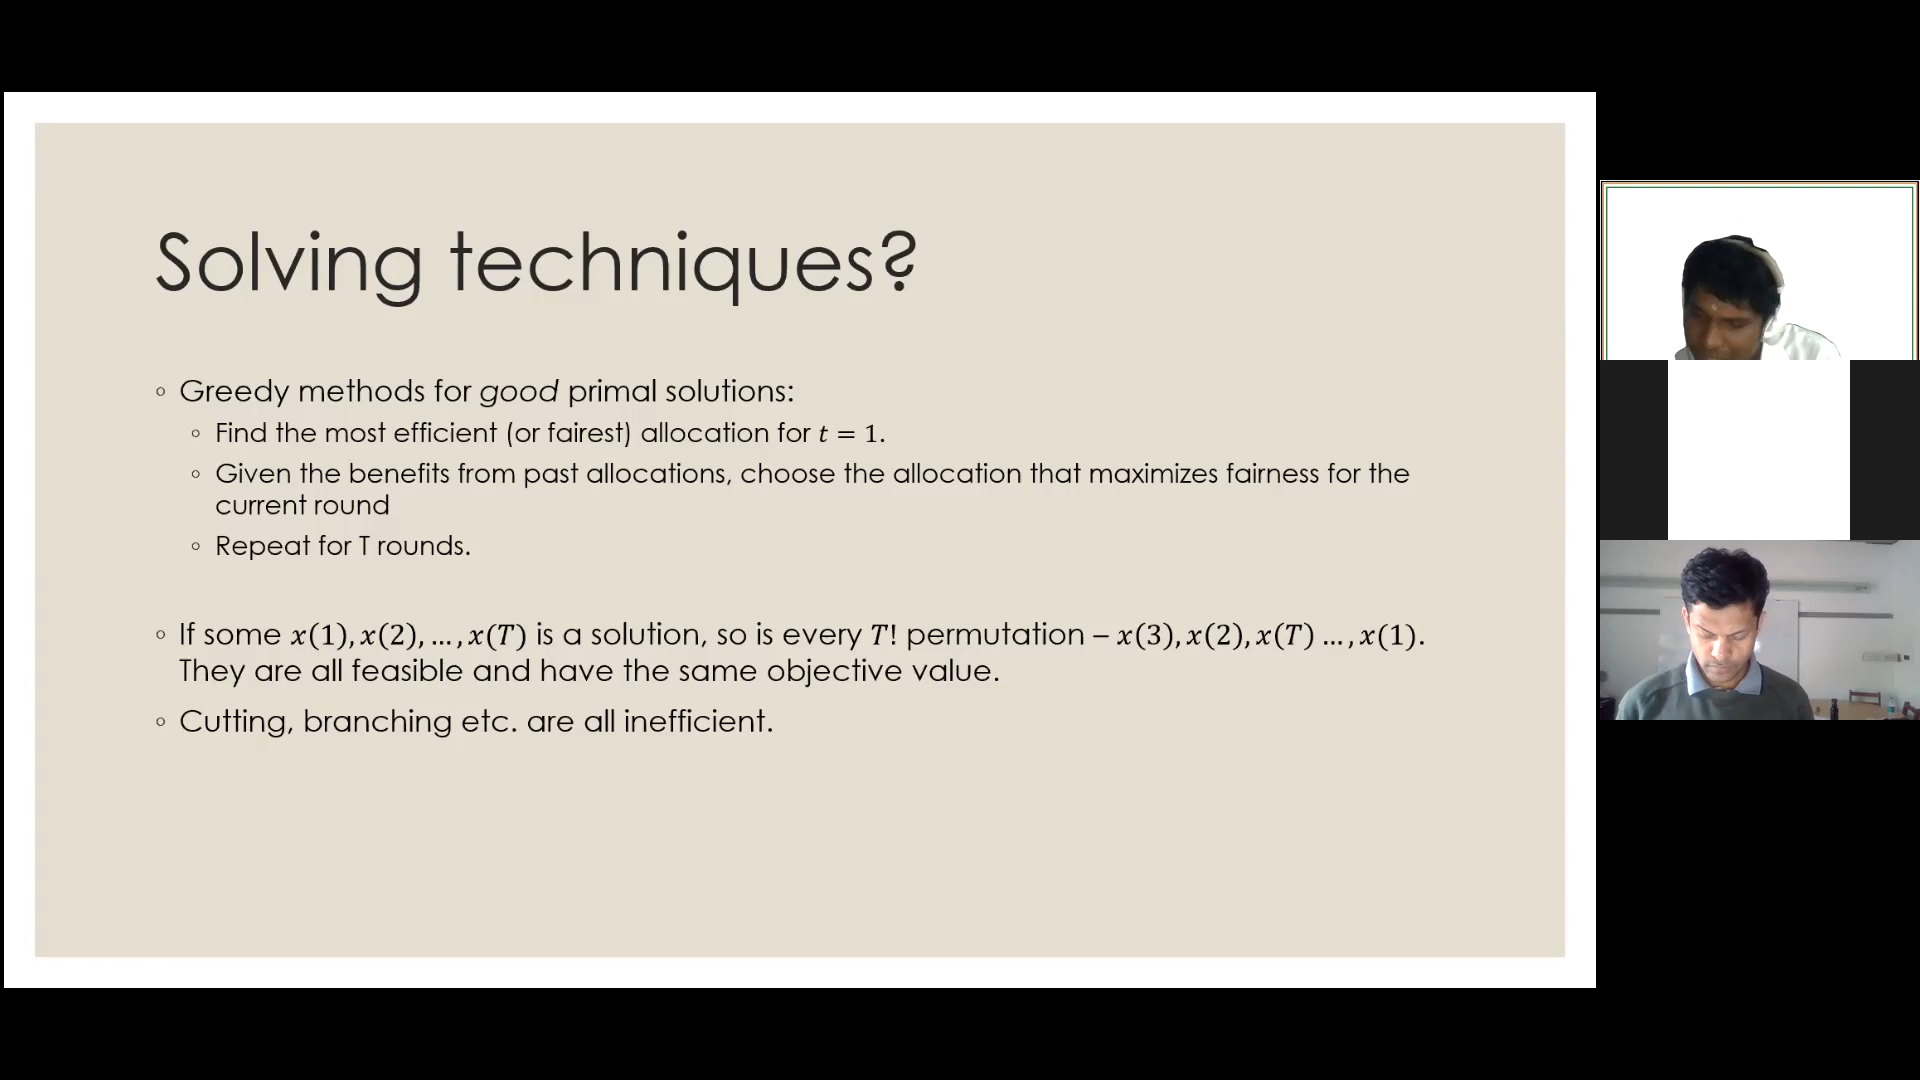 Solving techniques?
◦ Greedy methods for good primal solutions:
◦ Find the most efficient (or fairest) allocation for t = 1.
◦ Given the benefits from past allocations, choose the allocation that maximizes fairness for the
current round
◦ Repeat for T rounds.
◦ If some x(1), x(2), … , x(T) is a solution, so is every T! permutation – x(3), x(2), x(T) … , x(1).
They are all feasible and have the same objective value.
◦ Cutting, branching etc. are all inefficient.